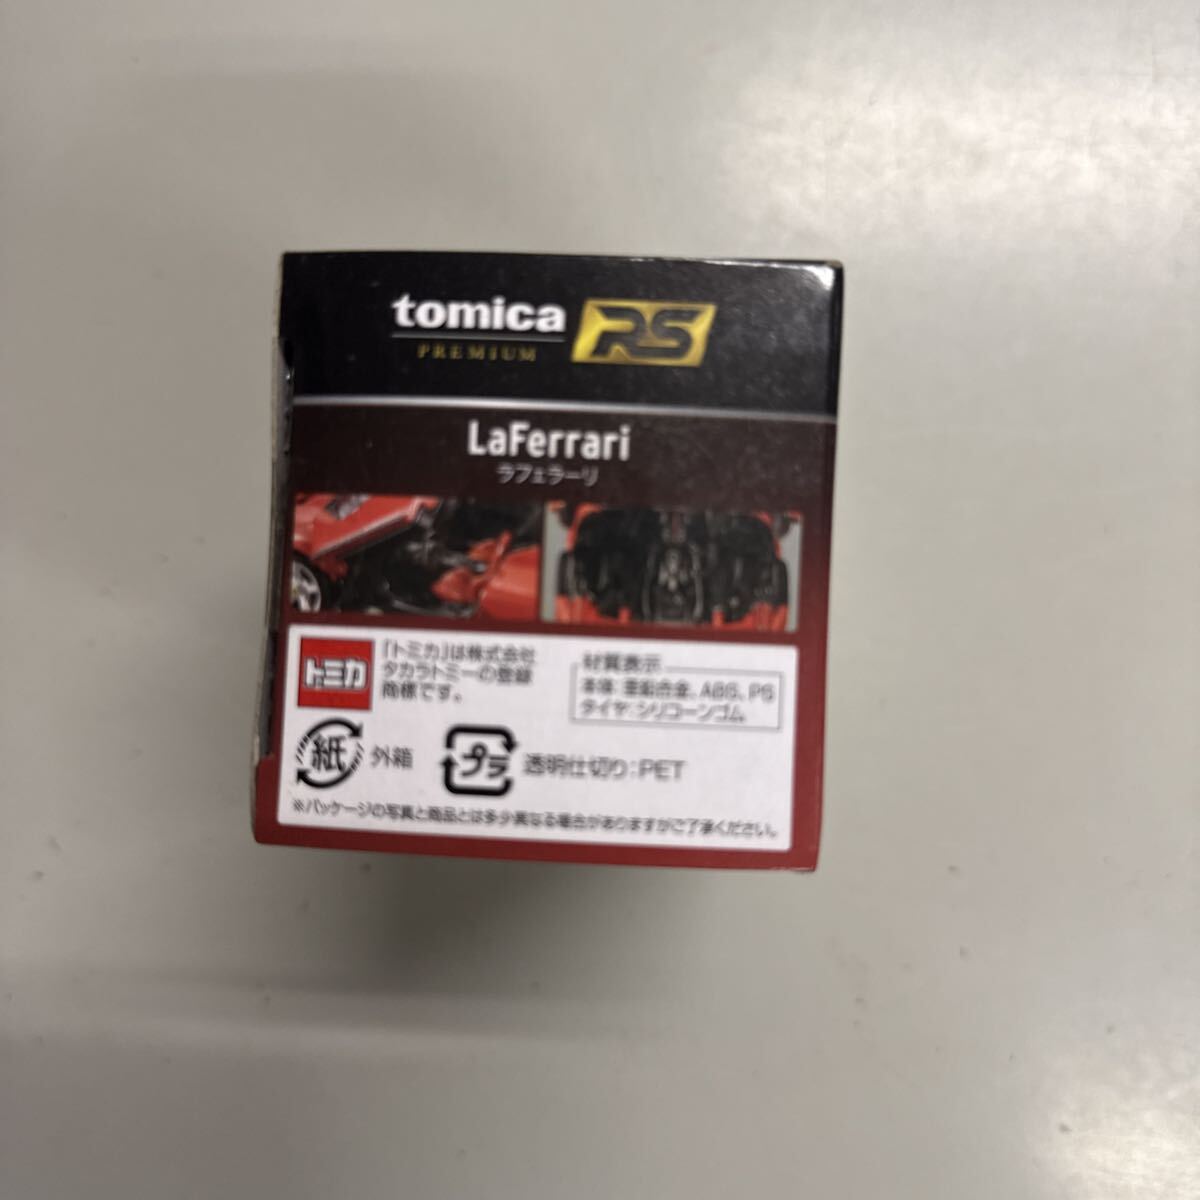 tomica
PREMIUM
RS
LaFerrari
ラフェラーリ
トミカ
「トミカ」は株式会社
タカラトミーの登録
商標です。
材質表示
本体:亜鉛合金、ABS、PS
タイヤ:シリコーンゴム
紙 外箱
プラ 透明仕切り:PET
※パッケージの写真と商品とは多少異なる場合がありますがご了承ください。